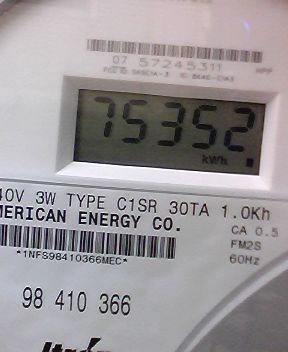 07 57245311
75352
kWh
40V 3W TYPE C1SR 30TA 1.0Kh
MERICAN ENERGY CO.
CA 0.5
FM2S
*1NFS98410366MEC*
60Hz
98 410 366
Itron